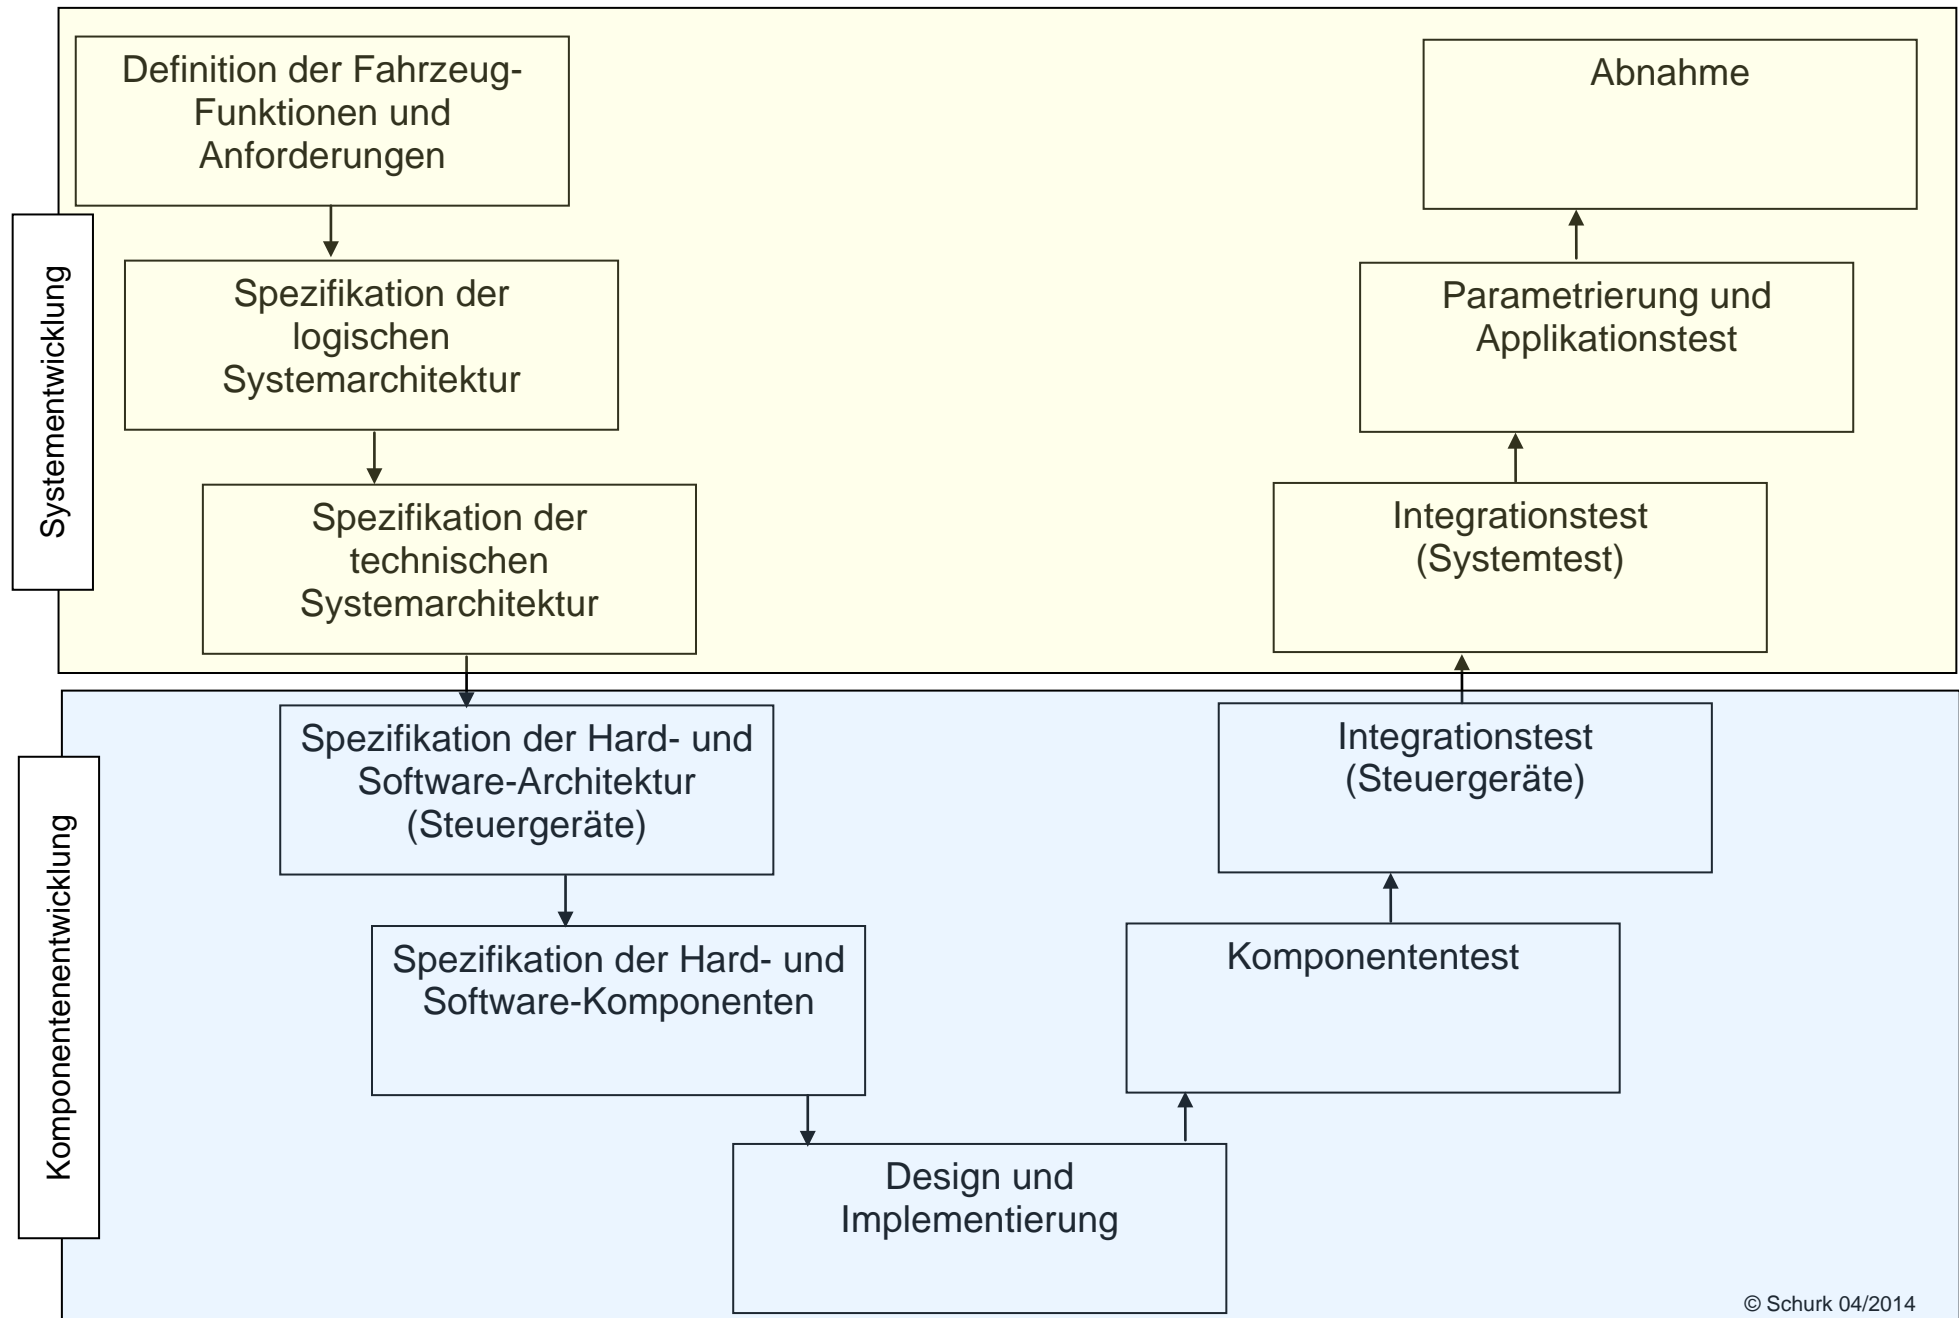 Definition der Fahrzeug-
Funktionen und
Anforderungen
Abnahme
Systementwicklung
Spezifikation der
logischen
Systemarchitektur
Parametrierung und
Applikationstest
Spezifikation der
technischen
Systemarchitektur
Integrationstest
(Systemtest)
Komponentenentwicklung
Spezifikation der Hard- und
Software-Architektur
(Steuergeräte)
Integrationstest
(Steuergeräte)
Spezifikation der Hard- und
Software-Komponenten
Komponententest
Design und
Implementierung
© Schurk 04/2014